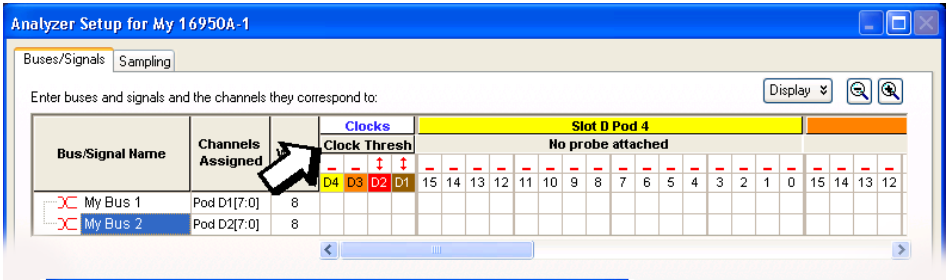 Analyzer Setup for My 16950A-1
Buses/Signals Sampling
Display
Enter buses and signals and the channels they correspond to:
Clocks Slot D Pod 4
Bus/Signal Name Channels Assigned Clock Thresh No probe attached
D4 D3 D2 D1 15 14 13 12 11 10 9 8 7 6 5 4 3 2 1 0 15 14 13 12
My Bus 1 Pod D1[7:0] 8
My Bus 2 Pod D2[7:0] 8